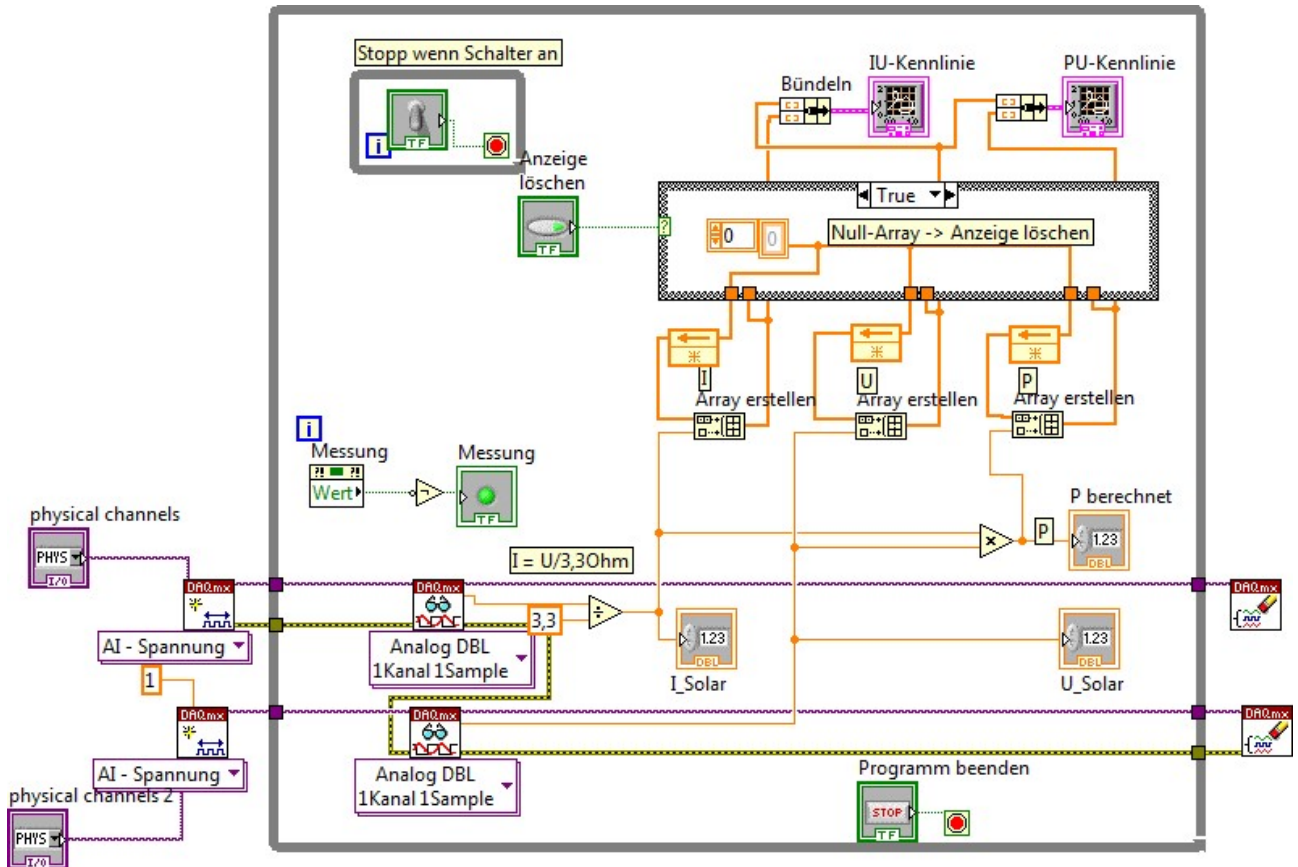 Stopp wenn Schalter an
TF
i
Anzeige
löschen
TF
Bündeln
IU-Kennlinie
PU-Kennlinie
True
?
0
0
Null-Array -> Anzeige löschen
I
U
P
Array erstellen
Array erstellen
Array erstellen
i
Messung
?! ?!
Wert
Messung
TF
physical channels
PHYS
I/O
DAQmx
AI - Spannung
1
DAQmx
AI - Spannung
physical channels 2
PHYS
I/O
DAQmx
Analog DBL
1Kanal 1Sample
I = U/3,3Ohm
3,3
DAQmx
Analog DBL
1Kanal 1Sample
P
P berechnet
1.23
DBL
1.23
DBL
I_Solar
1.23
DBL
U_Solar
DAQmx
DAQmx
Programm beenden
STOP
TF